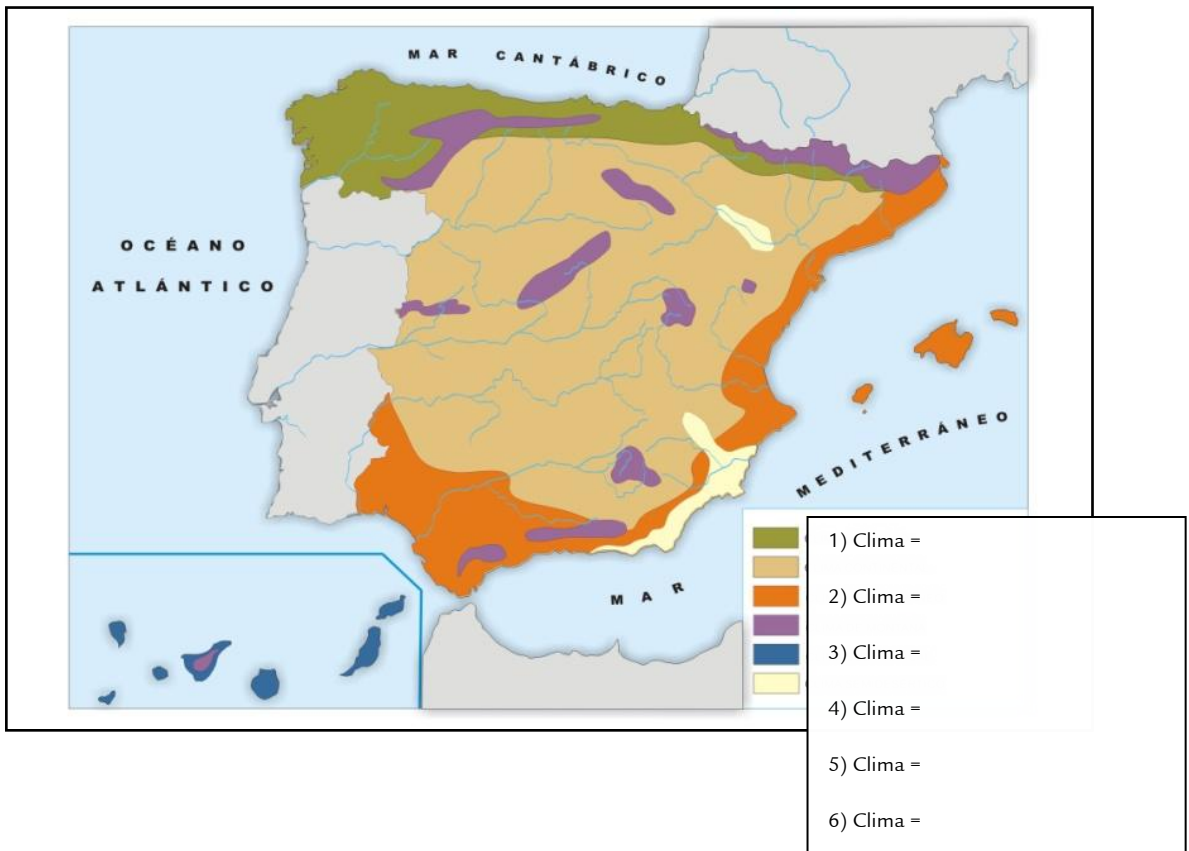 MAR CANTÁBRICO
OCÉANO
ATLÁNTICO
MEDITERRÁNEO
MAR
1) Clima =
2) Clima =
3) Clima =
4) Clima =
5) Clima =
6) Clima =